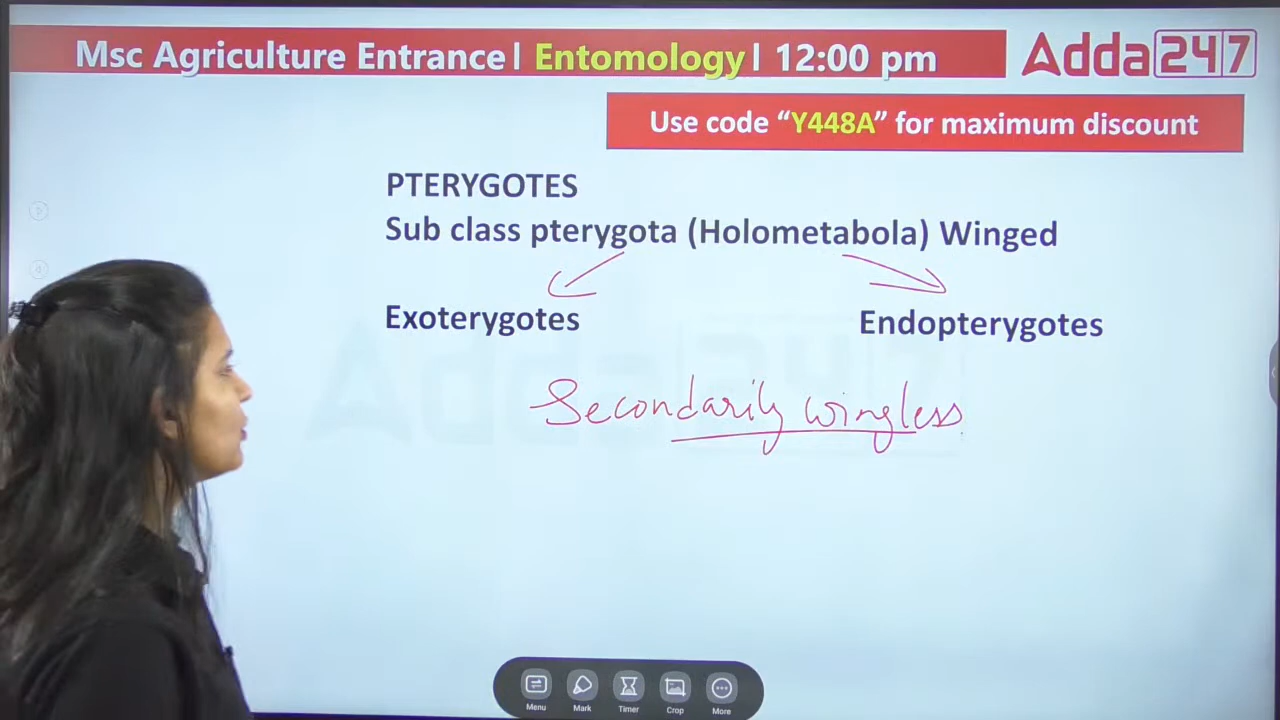 Msc Agriculture Entrance | Entomology | 12:00 pm
Adda247
Use code “Y448A” for maximum discount
PTERYGOTES
Sub class pterygota (Holometabola) Winged
Exoterygotes
Endopterygotes
Secondarily wingless
Menu
Mark
Timer
Crop
More